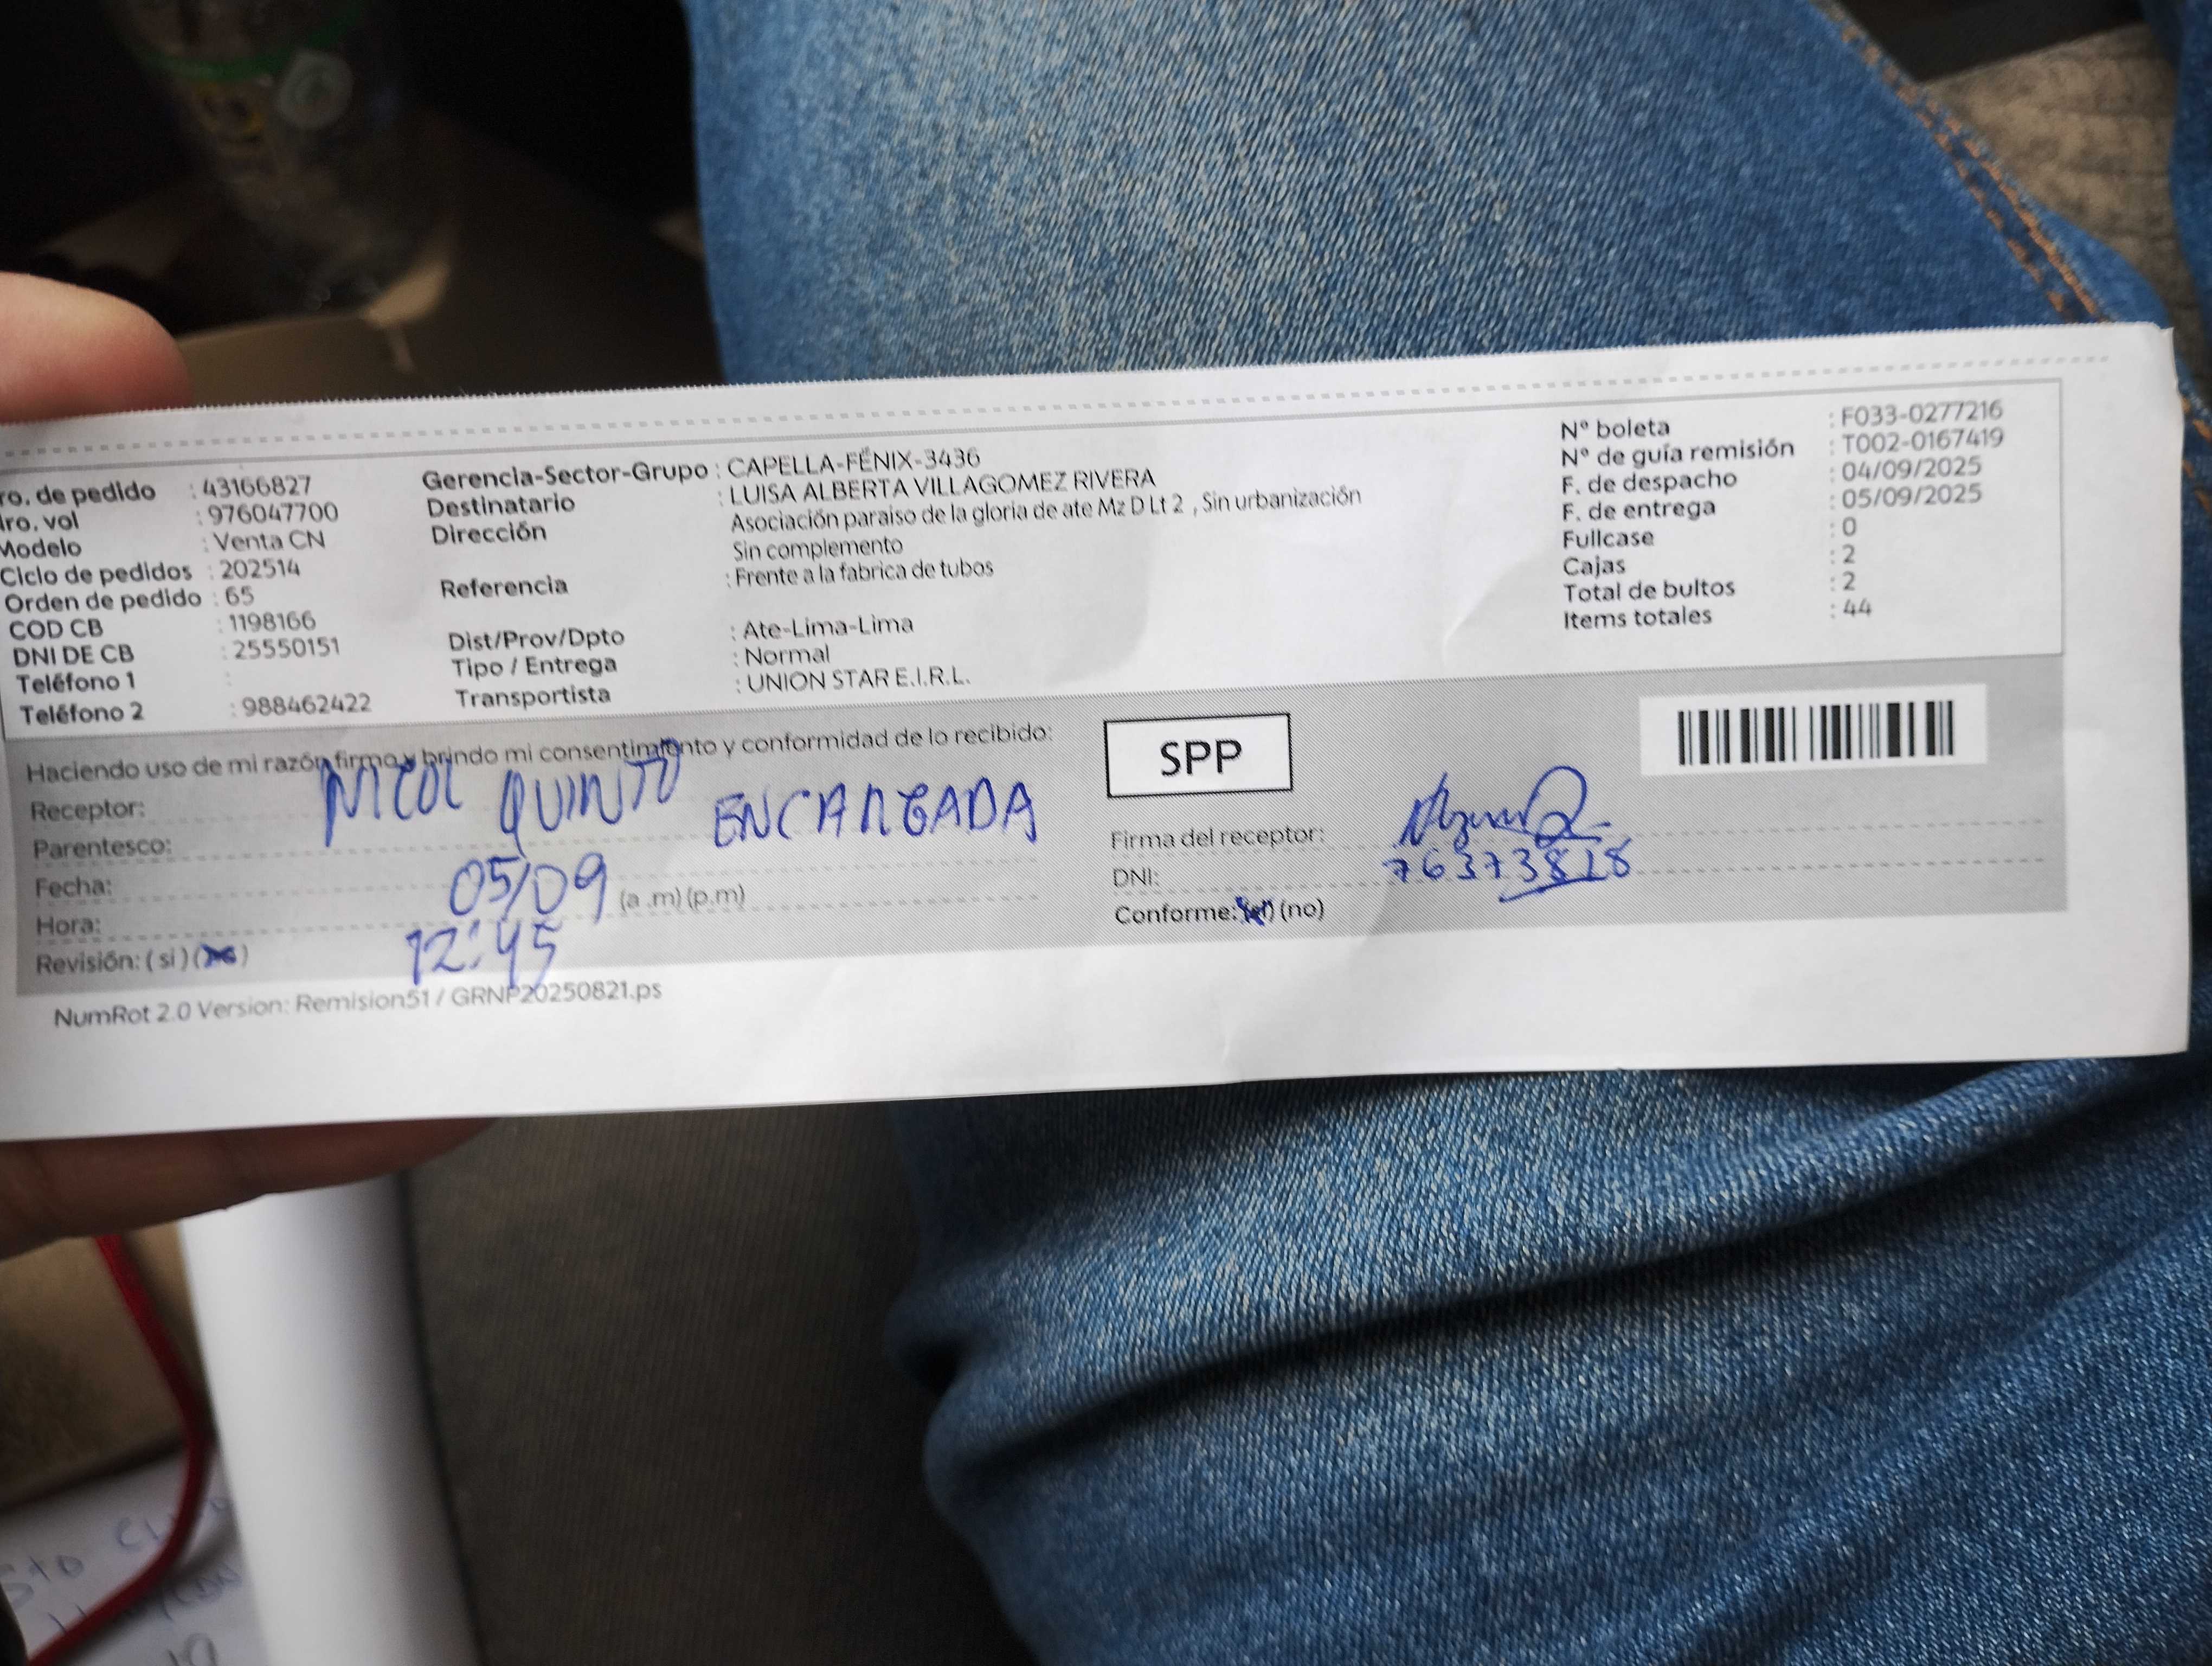 ro. de pedido : 43166827
ro. vol : 976047700
Modelo : Venta CN
Ciclo de pedidos : 202514
Orden de pedido : 65
COD CB : 1198166
DNI DE CB : 25550151
Teléfono 1 :
Teléfono 2 : 988462422
Gerencia-Sector-Grupo : CAPELLA-FÉNIX-3436
Destinatario : LUISA ALBERTA VILLAGOMEZ RIVERA
Dirección Asociación paraiso de la gloria de ate Mz D Lt 2 , Sin urbanización
Sin complemento
Referencia : Frente a la fabrica de tubos
Dist/Prov/Dpto : Ate-Lima-Lima
Tipo / Entrega : Normal
Transportista : UNION STAR E.I.R.L.
N° boleta : F033-0277216
N° de guía remisión : T002-0167419
F. de despacho : 04/09/2025
F. de entrega : 05/09/2025
Fullcase : 0
Cajas : 2
Total de bultos : 2
Items totales : 44
Haciendo uso de mi razón firmo y brindo mi consentimiento y conformidad de lo recibido:
Receptor: NICOL QUINTO
Parentesco: ENCARGADA
Fecha: 05/09
(a .m) (p.m)
Hora: 12:45
Revisión: ( si ) ( )
SPP
Firma del receptor:
DNI: 76373828
Conforme: (si) (no)
NumRot 2.0 Version: Remision51 / GRNP20250821.ps